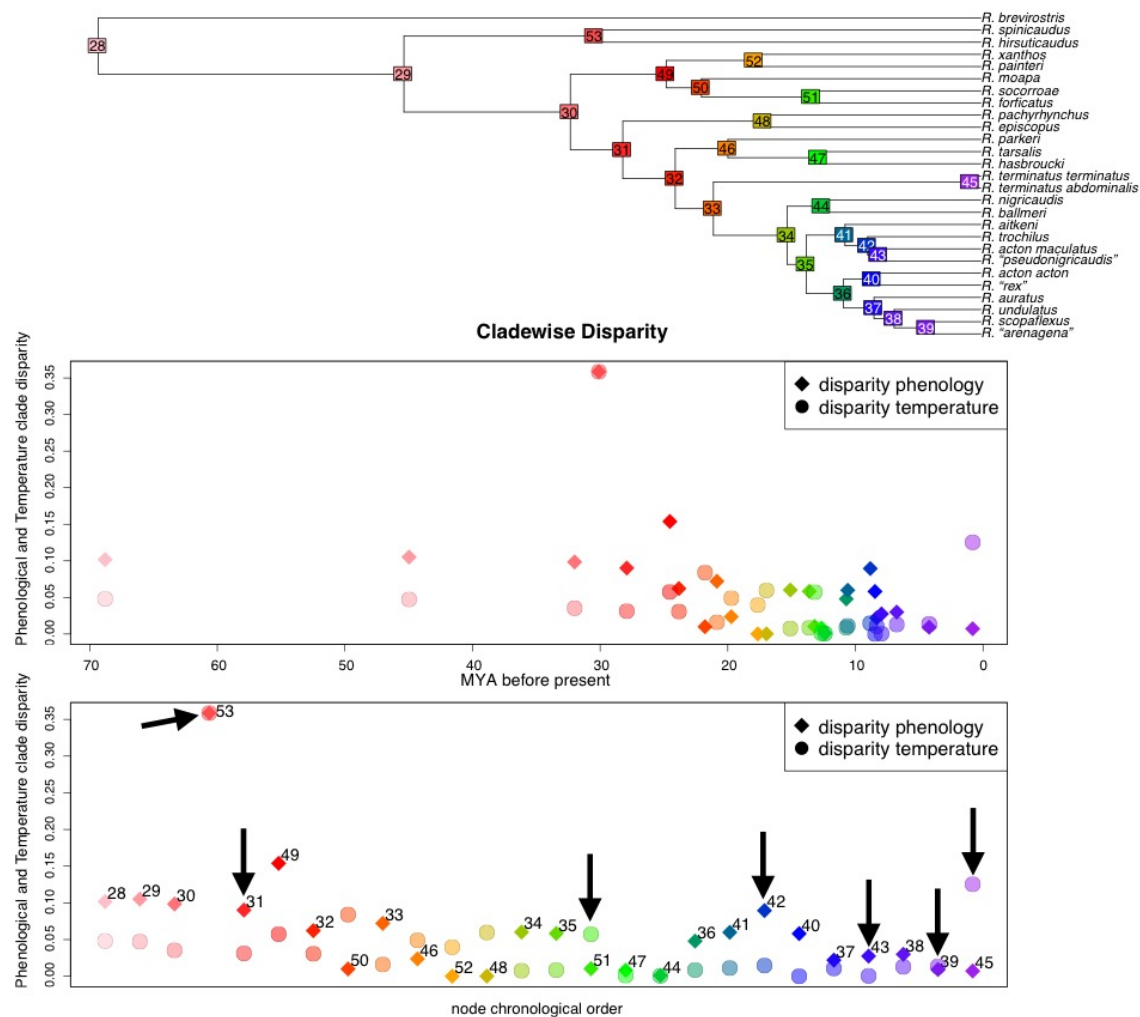 R. brevirostris
R. spinicaudus
R. hirsuticaudus
R. xanthos
R. painteri
R. moapa
R. socorroae
R. forficatus
R. pachyrhynchus
R. episcopus
R. parkeri
R. tarsalis
R. hasbroucki
R. terminatus terminatus
R. terminatus abdominalis
R. nigricaudis
R. ballmeri
R. aitkeni
R. trochilus
R. acton maculatus
R. "pseudonigricaudis"
R. acton acton
R. "rex"
R. auratus
R. undulatus
R. scopaflexus
R. "arenagena"
28
29
53
30
49
52
50
51
31
48
32
46
47
33
45
34
44
35
41
42
43
36
40
37
38
39
Cladewise Disparity
Phenological and Temperature clade disparity
0.35
0.30
0.25
0.20
0.15
0.10
0.05
0.00
disparity phenology
disparity temperature
70 60 50 40 30 20 10 0
MYA before present
Phenological and Temperature clade disparity
0.35
0.30
0.25
0.20
0.15
0.10
0.05
0.00
disparity phenology
disparity temperature
28
29
30
53
31
49
32
50
33
46
52
48
34
35
51
47
44
36
41
42
40
37
43
38
39
45
node chronological order